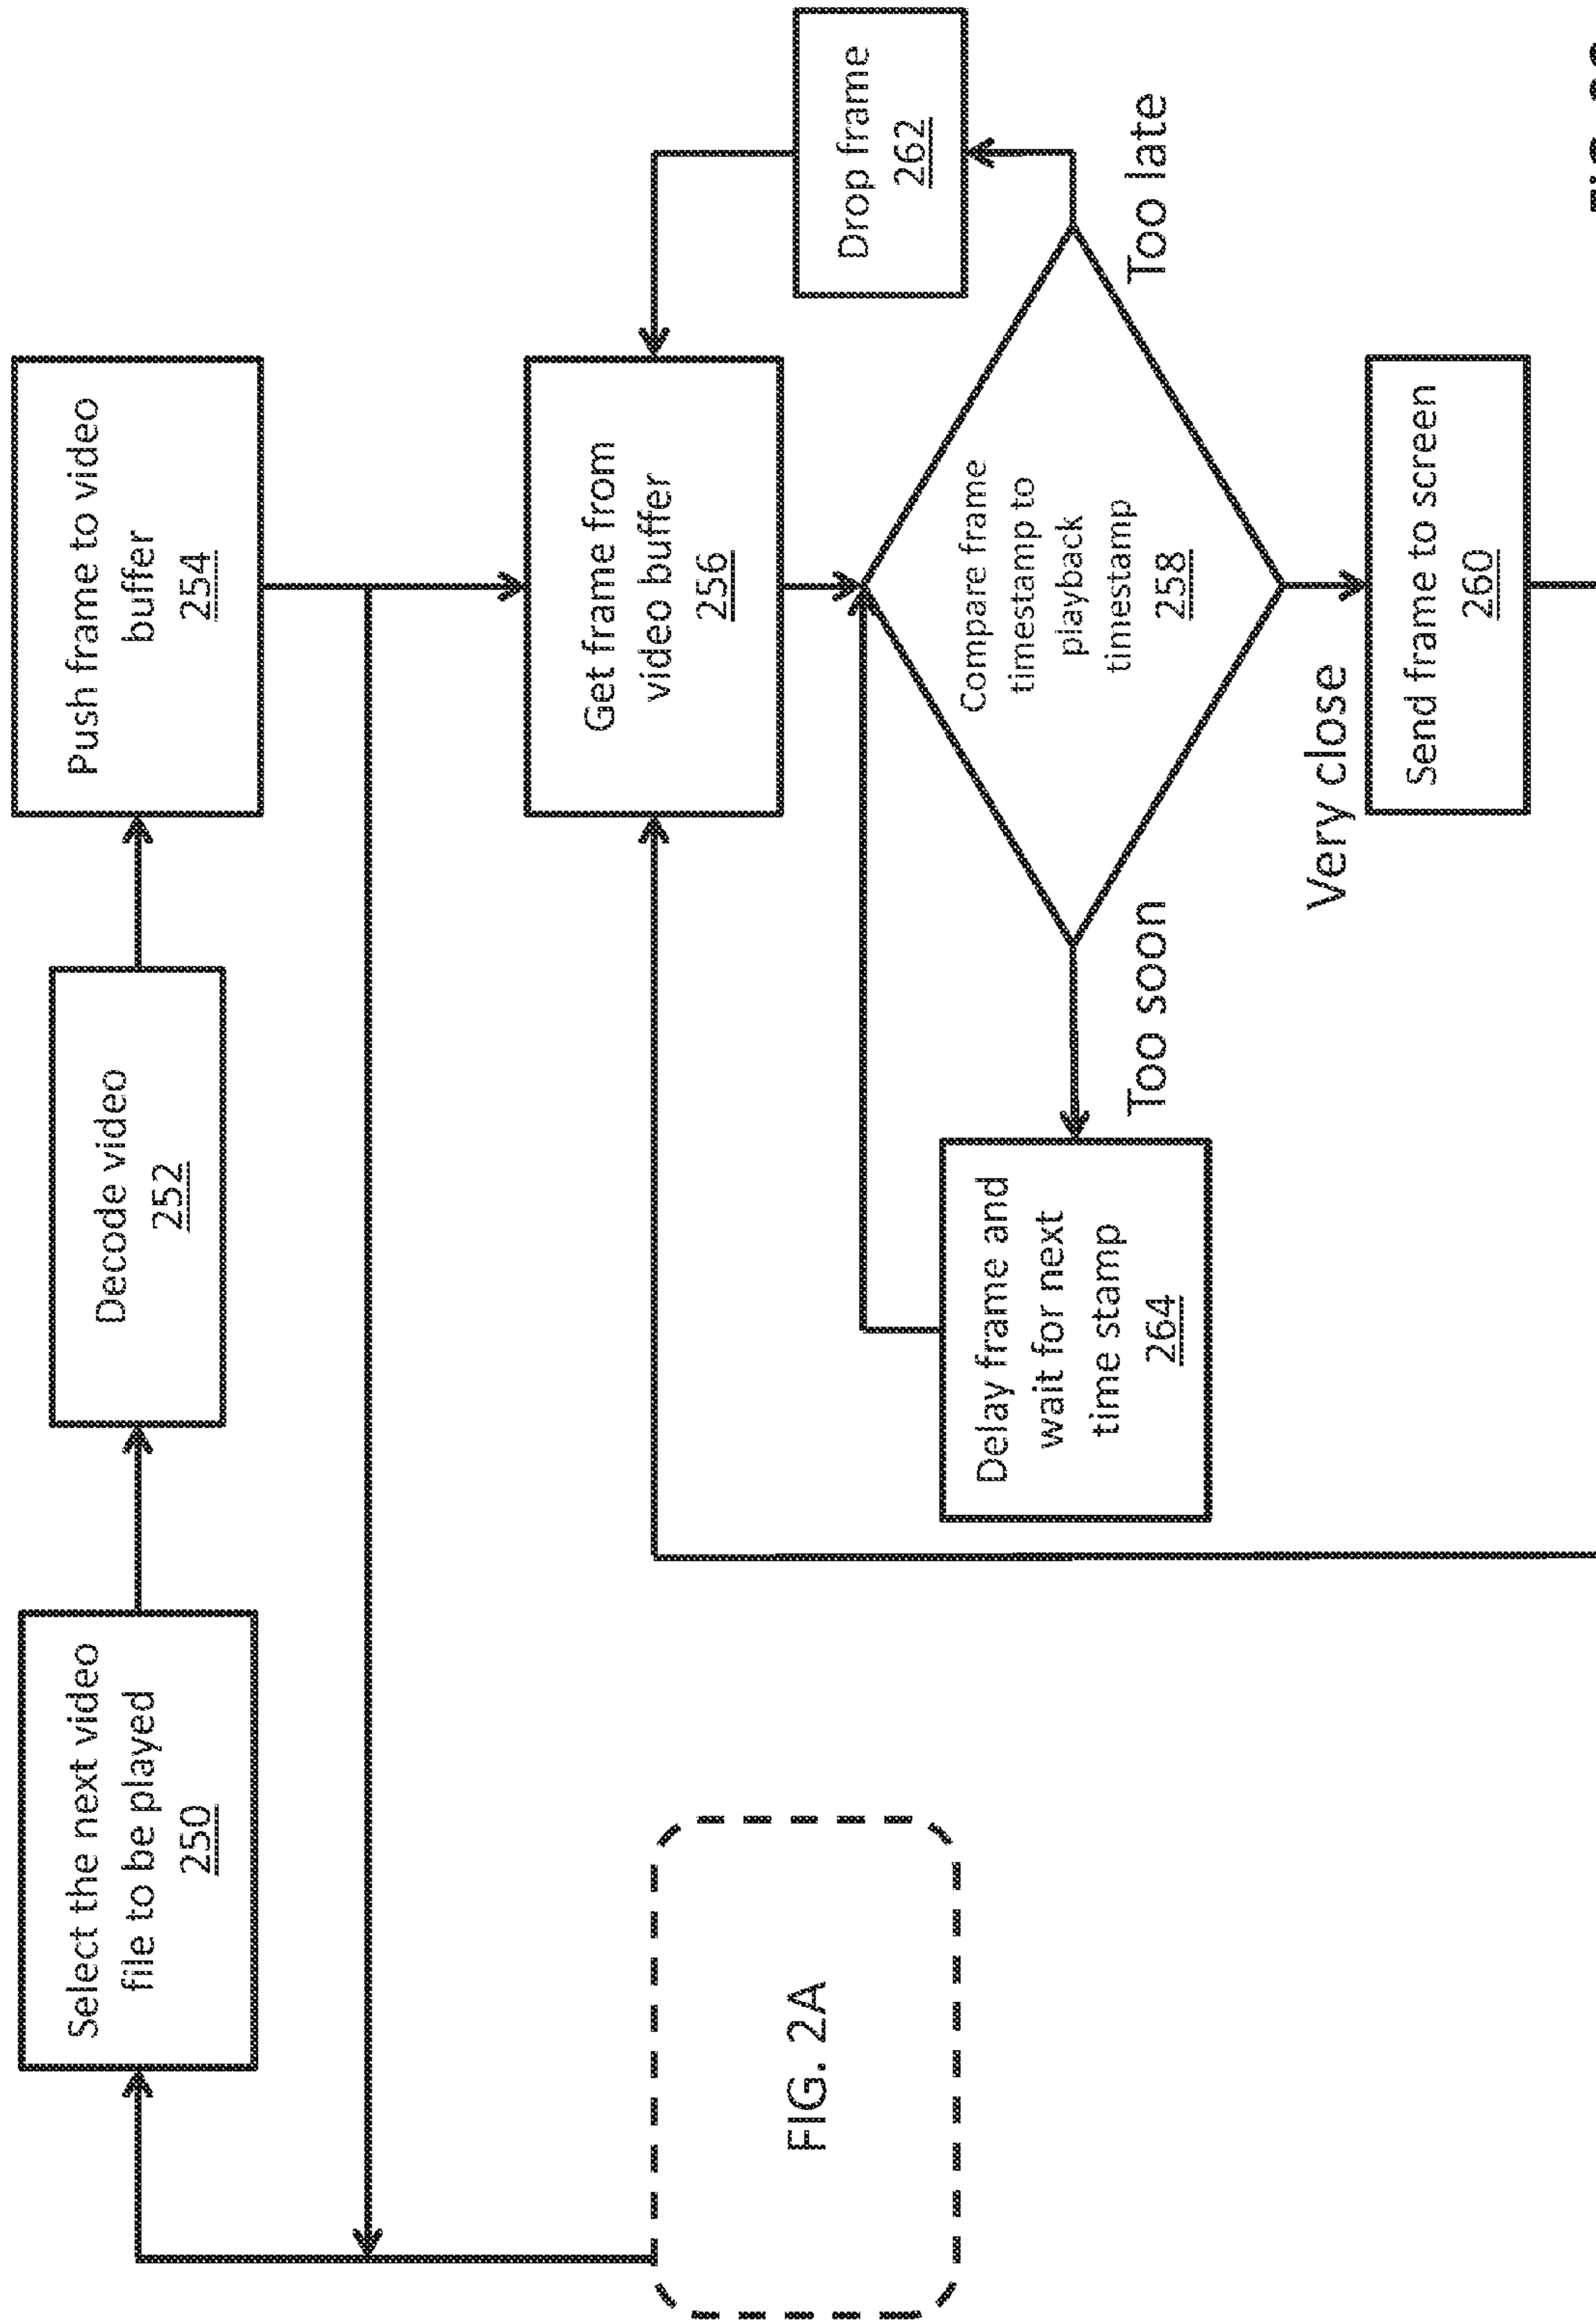 Select the next video
file to be played
250
Decode video
252
Push frame to video
buffer
254
FIG. 2A
Get frame from
video buffer
256
Drop frame
262
Delay frame and
wait for next
time stamp
264
Compare frame
timestamp to
playback
timestamp
258
Too soon
Too late
Very close
Send frame to screen
260